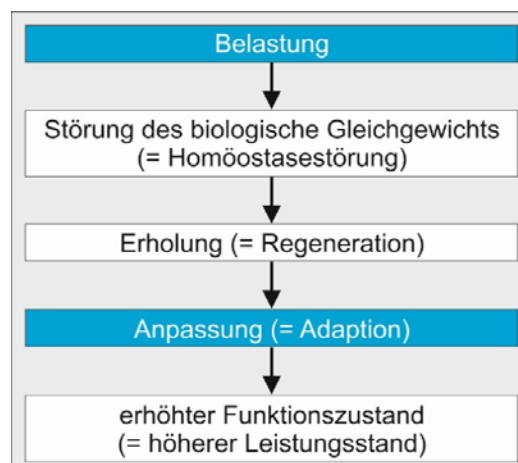 Belastung
Störung des biologische Gleichgewichts
(= Homöostasestörung)
Erholung (= Regeneration)
Anpassung (= Adaption)
erhöhter Funktionszustand
(= höherer Leistungsstand)